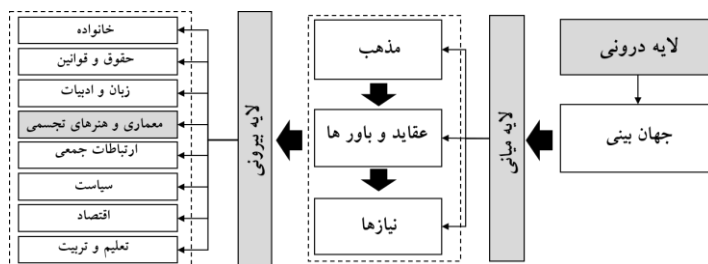 لایه درونی
جهان بینی
لایه میانی
مذهب
عقاید و باور ها
نیازها
لایه بیرونی
خانواده
حقوق و قوانین
زبان و ادبیات
معماری و هنرهای تجسمی
ارتباطات جمعی
سیاست
اقتصاد
تعلیم و تربیت